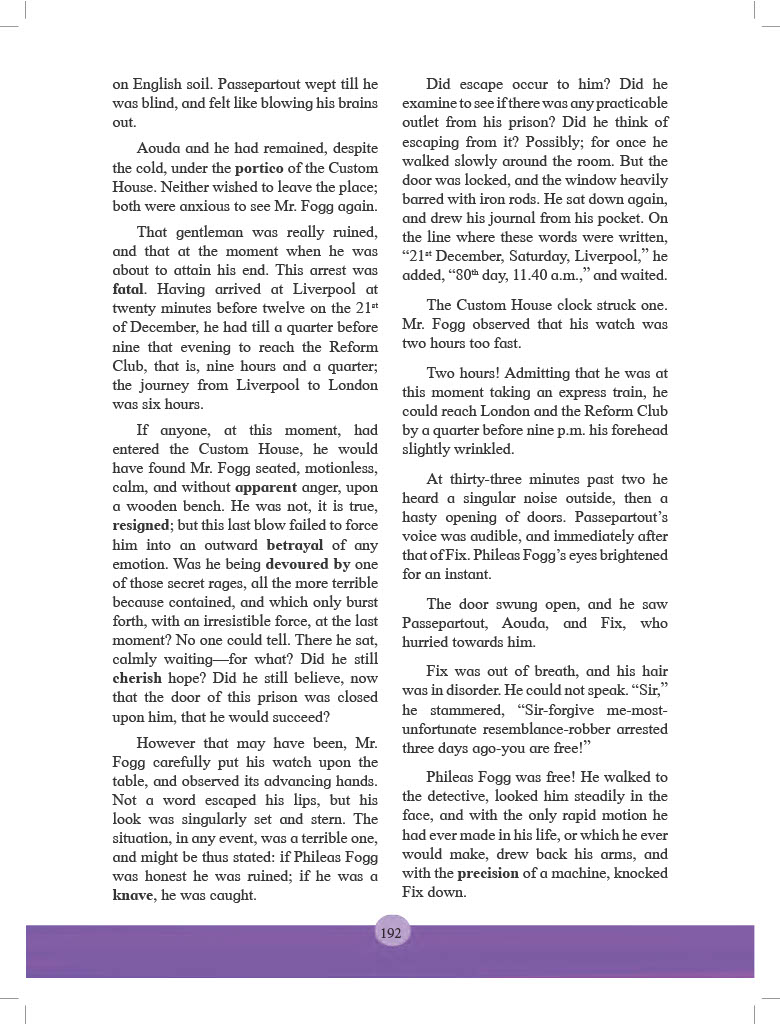 on English soil. Passepartout wept till he
was blind, and felt like blowing his brains
out.
Aouda and he had remained, despite
the cold, under the portico of the Custom
House. Neither wished to leave the place;
both were anxious to see Mr. Fogg again.
That gentleman was really ruined,
and that at the moment when he was
about to attain his end. This arrest was
fatal. Having arrived at Liverpool at
twenty minutes before twelve on the 21st
of December, he had till a quarter before
nine that evening to reach the Reform
Club, that is, nine hours and a quarter;
the journey from Liverpool to London
was six hours.
If anyone, at this moment, had
entered the Custom House, he would
have found Mr. Fogg seated, motionless,
calm, and without apparent anger, upon
a wooden bench. He was not, it is true,
resigned; but this last blow failed to force
him into an outward betrayal of any
emotion. Was he being devoured by one
of those secret rages, all the more terrible
because contained, and which only burst
forth, with an irresistible force, at the last
moment? No one could tell. There he sat,
calmly waiting—for what? Did he still
cherish hope? Did he still believe, now
that the door of this prison was closed
upon him, that he would succeed?
However that may have been, Mr.
Fogg carefully put his watch upon the
table, and observed its advancing hands.
Not a word escaped his lips, but his
look was singularly set and stern. The
situation, in any event, was a terrible one,
and might be thus stated: if Phileas Fogg
was honest he was ruined; if he was a
knave, he was caught.
Did escape occur to him? Did he
examine to see if there was any practicable
outlet from his prison? Did he think of
escaping from it? Possibly; for once he
walked slowly around the room. But the
door was locked, and the window heavily
barred with iron rods. He sat down again,
and drew his journal from his pocket. On
the line where these words were written,
“21st December, Saturday, Liverpool,” he
added, “80th day, 11.40 a.m.,” and waited.
The Custom House clock struck one.
Mr. Fogg observed that his watch was
two hours too fast.
Two hours! Admitting that he was at
this moment taking an express train, he
could reach London and the Reform Club
by a quarter before nine p.m. his forehead
slightly wrinkled.
At thirty-three minutes past two he
heard a singular noise outside, then a
hasty opening of doors. Passepartout’s
voice was audible, and immediately after
that of Fix. Phileas Fogg’s eyes brightened
for an instant.
The door swung open, and he saw
Passepartout, Aouda, and Fix, who
hurried towards him.
Fix was out of breath, and his hair
was in disorder. He could not speak. “Sir,”
he stammered, “Sir-forgive me-most-
unfortunate resemblance-robber arrested
three days ago-you are free!”
Phileas Fogg was free! He walked to
the detective, looked him steadily in the
face, and with the only rapid motion he
had ever made in his life, or which he ever
would make, drew back his arms, and
with the precision of a machine, knocked
Fix down.
192